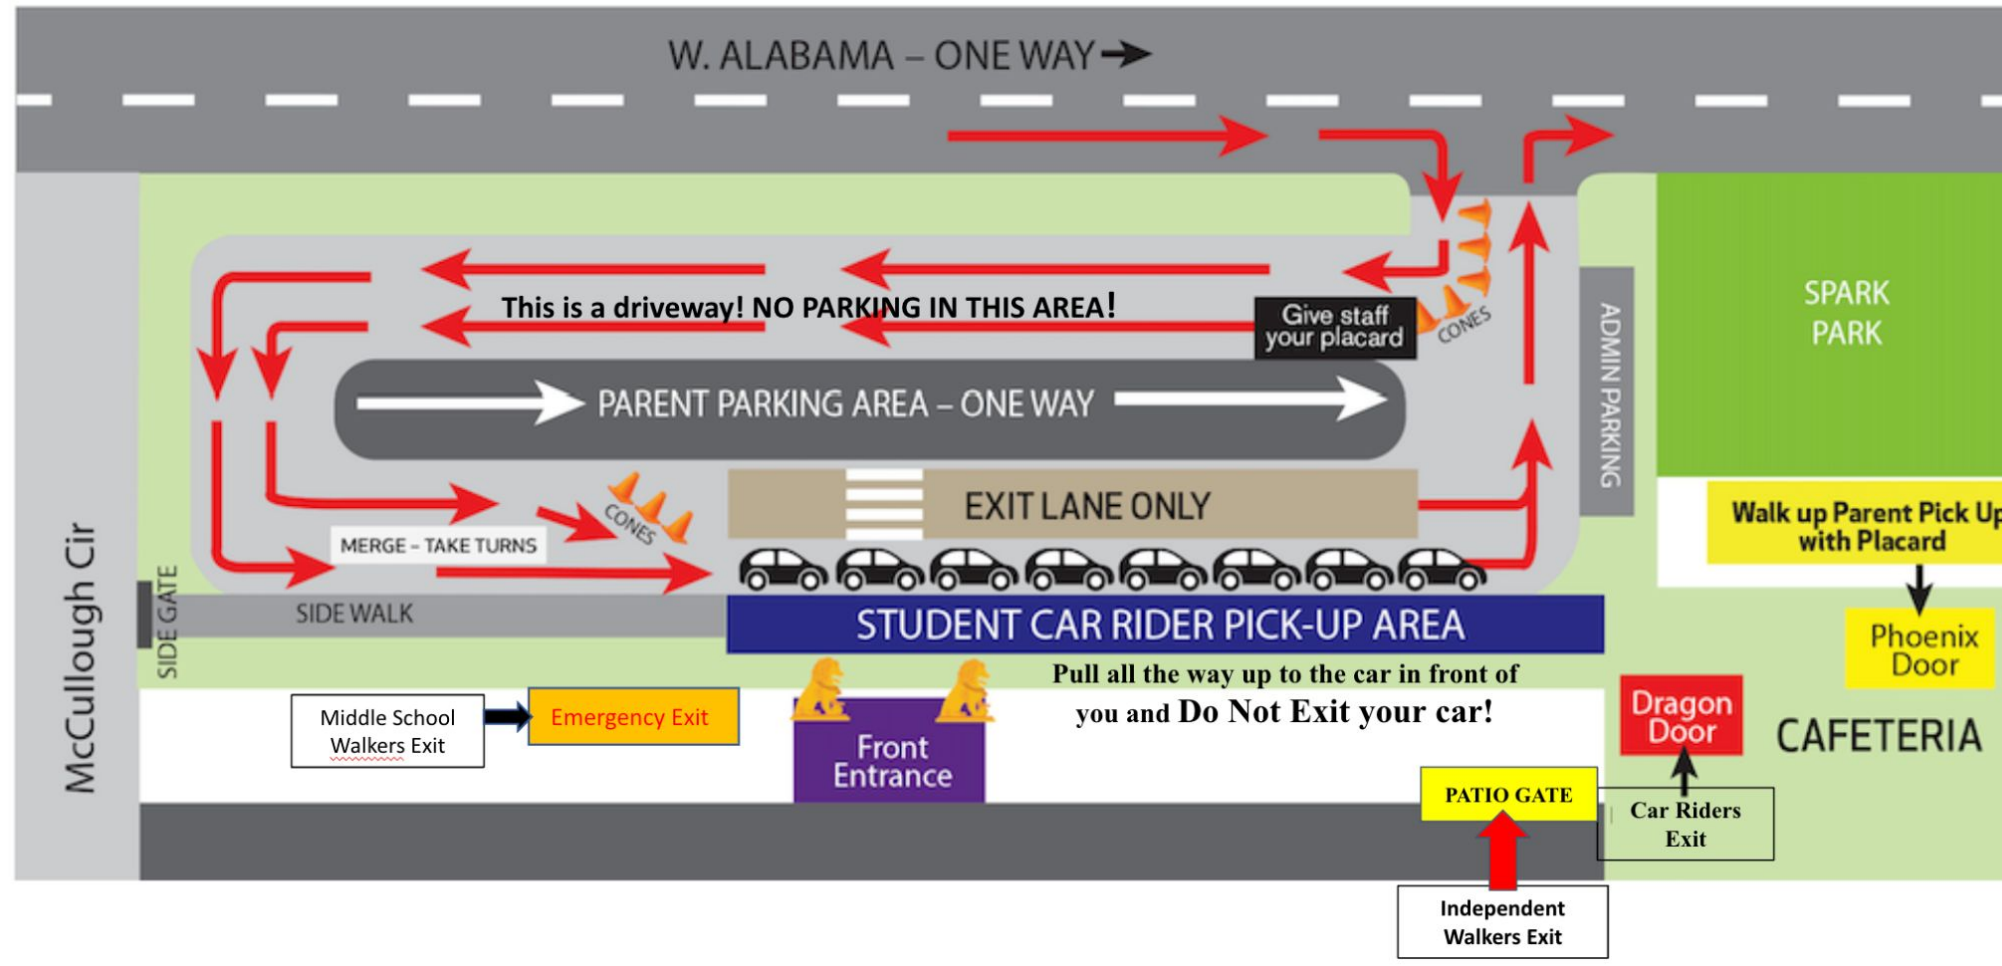 W. ALABAMA – ONE WAY
This is a driveway! NO PARKING IN THIS AREA!
Give staff
your placard
CONES
PARENT PARKING AREA – ONE WAY
ADMIN PARKING
SPARK
PARK
EXIT LANE ONLY
CONES
MERGE – TAKE TURNS
Walk up Parent Pick Up
with Placard
McCullough Cir
SIDE GATE
SIDE WALK
STUDENT CAR RIDER PICK-UP AREA
Phoenix
Door
Pull all the way up to the car in front of
you and Do Not Exit your car!
Middle School
Walkers Exit
Emergency Exit
Front
Entrance
Dragon
Door
CAFETERIA
PATIO GATE
Car Riders
Exit
Independent
Walkers Exit